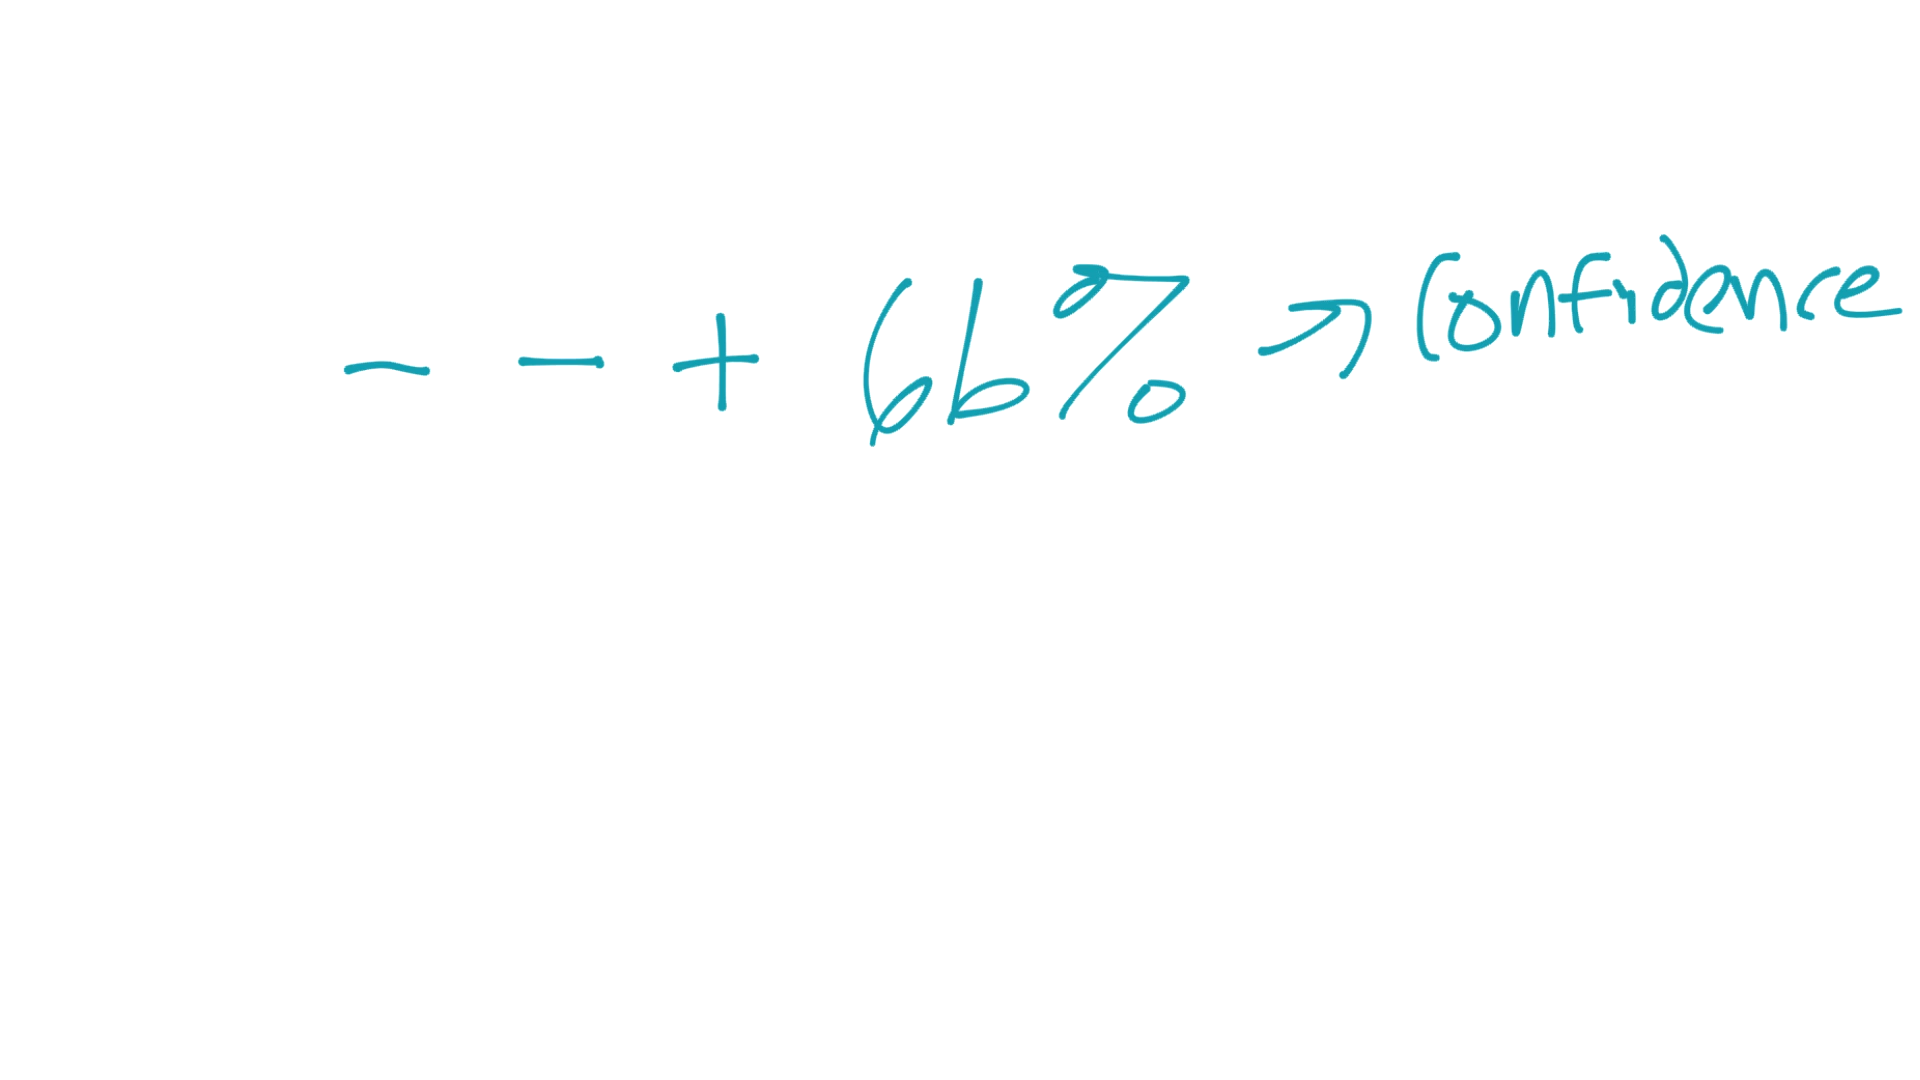 - - + 66% → Confidence